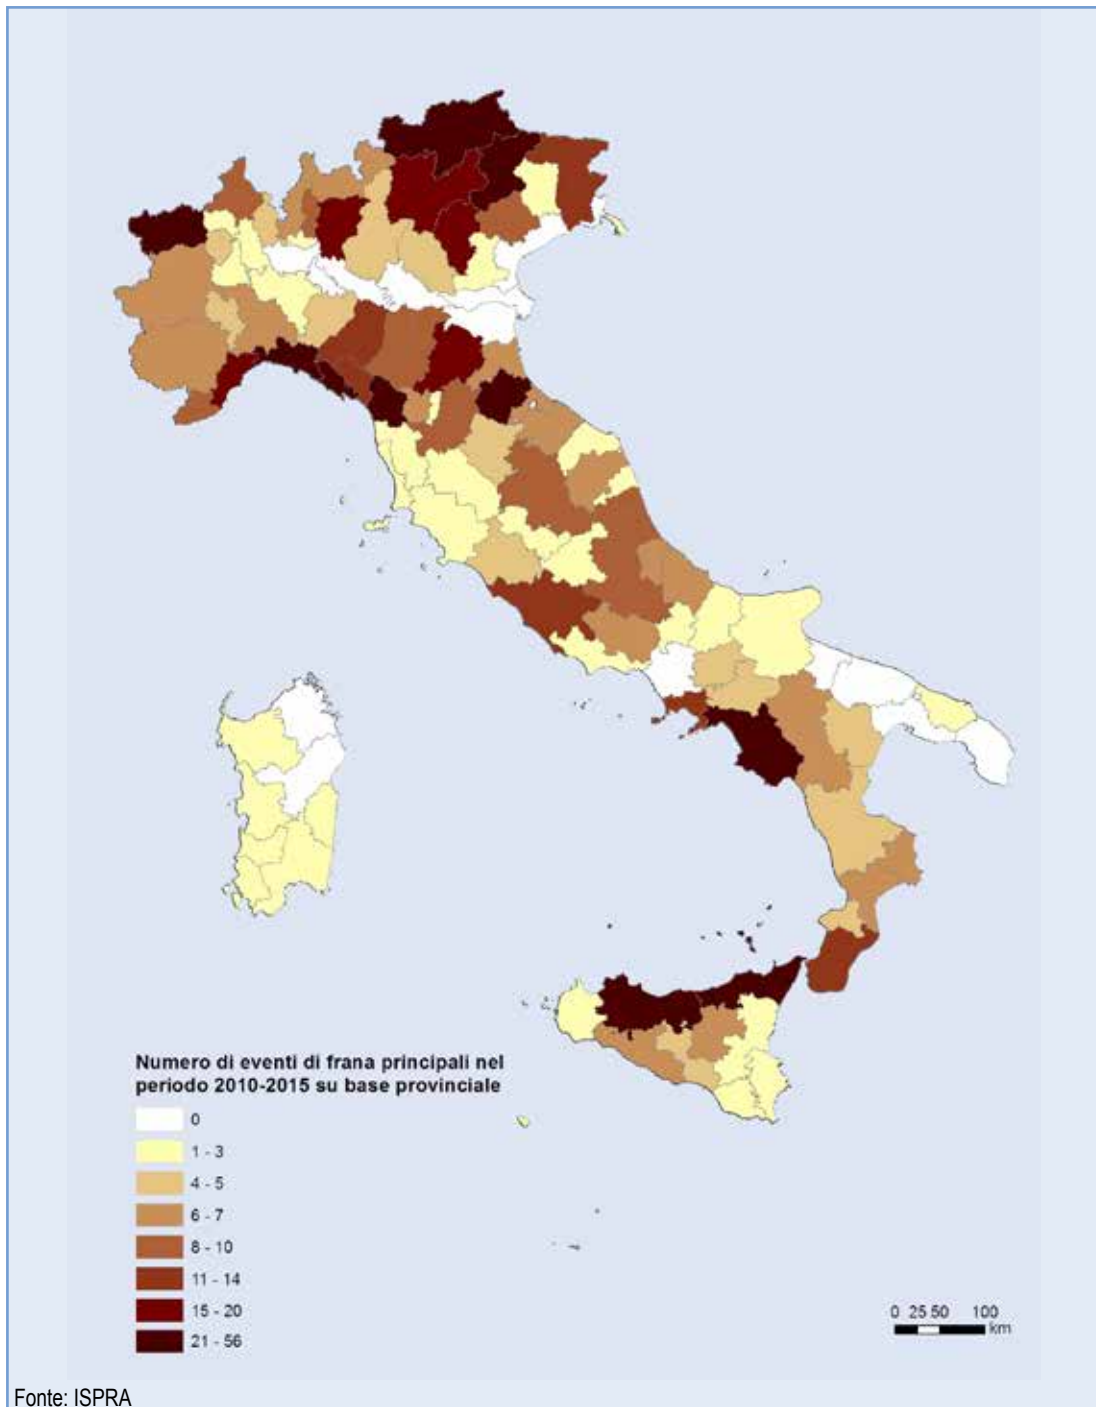 Numero di eventi di frana principali nel
periodo 2010-2015 su base provinciale
0
1 - 3
4 - 5
6 - 7
8 - 10
11 - 14
15 - 20
21 - 56
0 25 50 100
km
Fonte: ISPRA